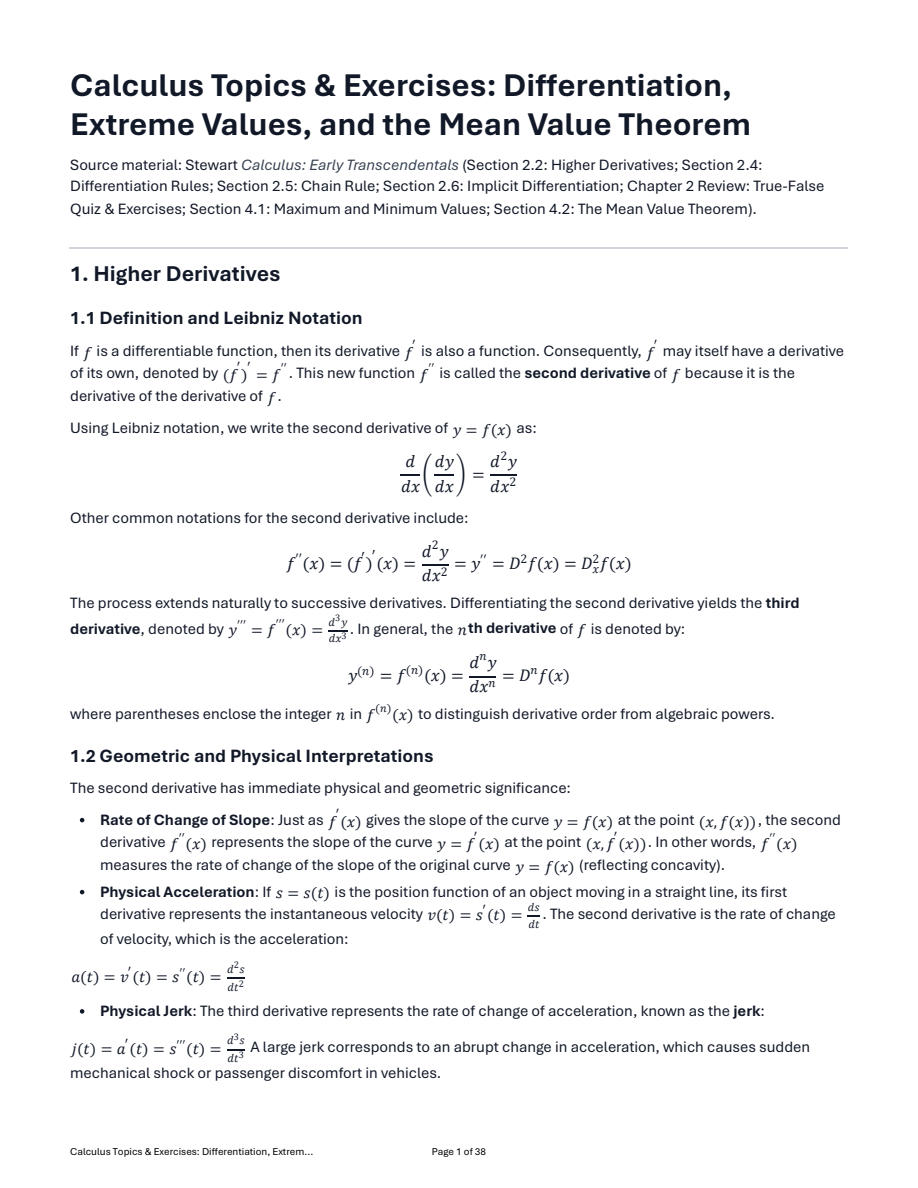 Calculus Topics & Exercises: Differentiation,
Extreme Values, and the Mean Value Theorem
Source material: Stewart Calculus: Early Transcendentals (Section 2.2: Higher Derivatives; Section 2.4:
Differentiation Rules; Section 2.5: Chain Rule; Section 2.6: Implicit Differentiation; Chapter 2 Review: True-False
Quiz & Exercises; Section 4.1: Maximum and Minimum Values; Section 4.2: The Mean Value Theorem).
1. Higher Derivatives
1.1 Definition and Leibniz Notation
If f is a differentiable function, then its derivative f′ is also a function. Consequently, f′ may itself have a derivative
of its own, denoted by (f′)′ = f″. This new function f″ is called the second derivative of f because it is the
derivative of the derivative of f.
Using Leibniz notation, we write the second derivative of y = f(x) as:
d/dx (dy/dx) = d²y/dx²
Other common notations for the second derivative include:
f″(x) = (f′)′(x) = d²y/dx² = y″ = D²f(x) = Dₓ²f(x)
The process extends naturally to successive derivatives. Differentiating the second derivative yields the third
derivative, denoted by y‴ = f‴(x) = d³y/dx³. In general, the nth derivative of f is denoted by:
y⁽ⁿ⁾ = f⁽ⁿ⁾(x) = dⁿy/dxⁿ = Dⁿf(x)
where parentheses enclose the integer n in f⁽ⁿ⁾(x) to distinguish derivative order from algebraic powers.
1.2 Geometric and Physical Interpretations
The second derivative has immediate physical and geometric significance:
• Rate of Change of Slope: Just as f′(x) gives the slope of the curve y = f(x) at the point (x, f(x)), the second
derivative f″(x) represents the slope of the curve y = f′(x) at the point (x, f′(x)). In other words, f″(x)
measures the rate of change of the slope of the original curve y = f(x) (reflecting concavity).
• Physical Acceleration: If s = s(t) is the position function of an object moving in a straight line, its first
derivative represents the instantaneous velocity v(t) = s′(t) = ds/dt. The second derivative is the rate of change
of velocity, which is the acceleration:
a(t) = v′(t) = s″(t) = d²s/dt²
• Physical Jerk: The third derivative represents the rate of change of acceleration, known as the jerk:
j(t) = a′(t) = s‴(t) = d³s/dt³ A large jerk corresponds to an abrupt change in acceleration, which causes sudden
mechanical shock or passenger discomfort in vehicles.
Calculus Topics & Exercises: Differentiation, Extrem... Page 1 of 38